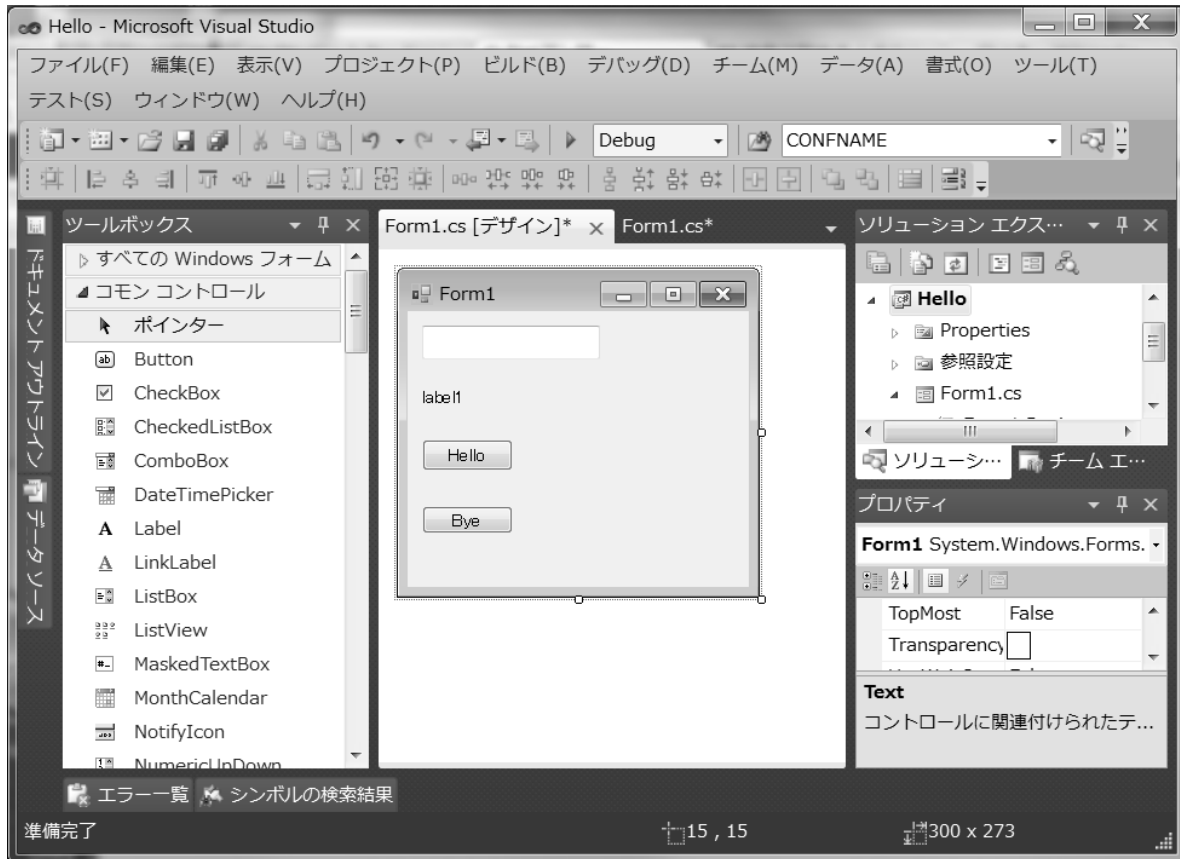 Hello - Microsoft Visual Studio
ファイル(F) 編集(E) 表示(V) プロジェクト(P) ビルド(B) デバッグ(D) チーム(M) データ(A) 書式(O) ツール(T)
テスト(S) ウィンドウ(W) ヘルプ(H)
Debug
CONFNAME
ドキュメント アウトライン
データ ソース
ツールボックス
すべての Windows フォーム
コモン コントロール
ポインター
Button
CheckBox
CheckedListBox
ComboBox
DateTimePicker
Label
LinkLabel
ListBox
ListView
MaskedTextBox
MonthCalendar
NotifyIcon
NumericUpDown
Form1.cs [デザイン]*
Form1.cs*
Form1
label1
Hello
Bye
ソリューション エクス…
Hello
Properties
参照設定
Form1.cs
ソリューシ…
チーム エ…
プロパティ
Form1 System.Windows.Forms.
TopMost False
Transparency
Text
コントロールに関連付けられたテ...
エラー一覧
シンボルの検索結果
準備完了
15 , 15
300 x 273